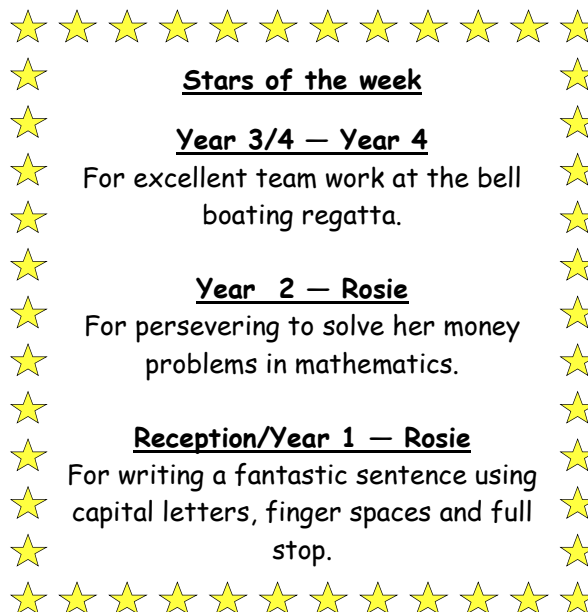 Stars of the week
Year 3/4 — Year 4
For excellent team work at the bell
boating regatta.
Year  2 — Rosie
For persevering to solve her money
problems in mathematics.
Reception/Year 1 — Rosie
For writing a fantastic sentence using
capital letters, finger spaces and full
stop.